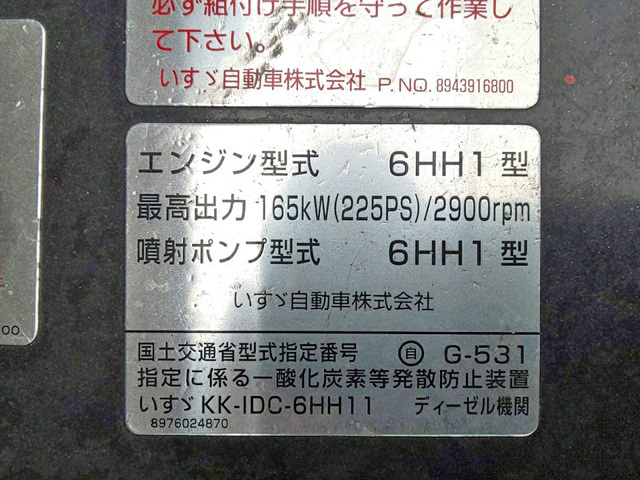 必ず組付け手順を守って作業し
て下さい。
いすゞ自動車株式会社 P.NO.8943916800
エンジン型式 6HH1 型
最高出力 165kW(225PS)/2900rpm
噴射ポンプ型式 6HH1 型
いすゞ自動車株式会社
00
国土交通省型式指定番号 自 G-531
指定に係る一酸化炭素等発散防止装置
いすゞ KK-IDC-6HH11 ディーゼル機関
8976024870